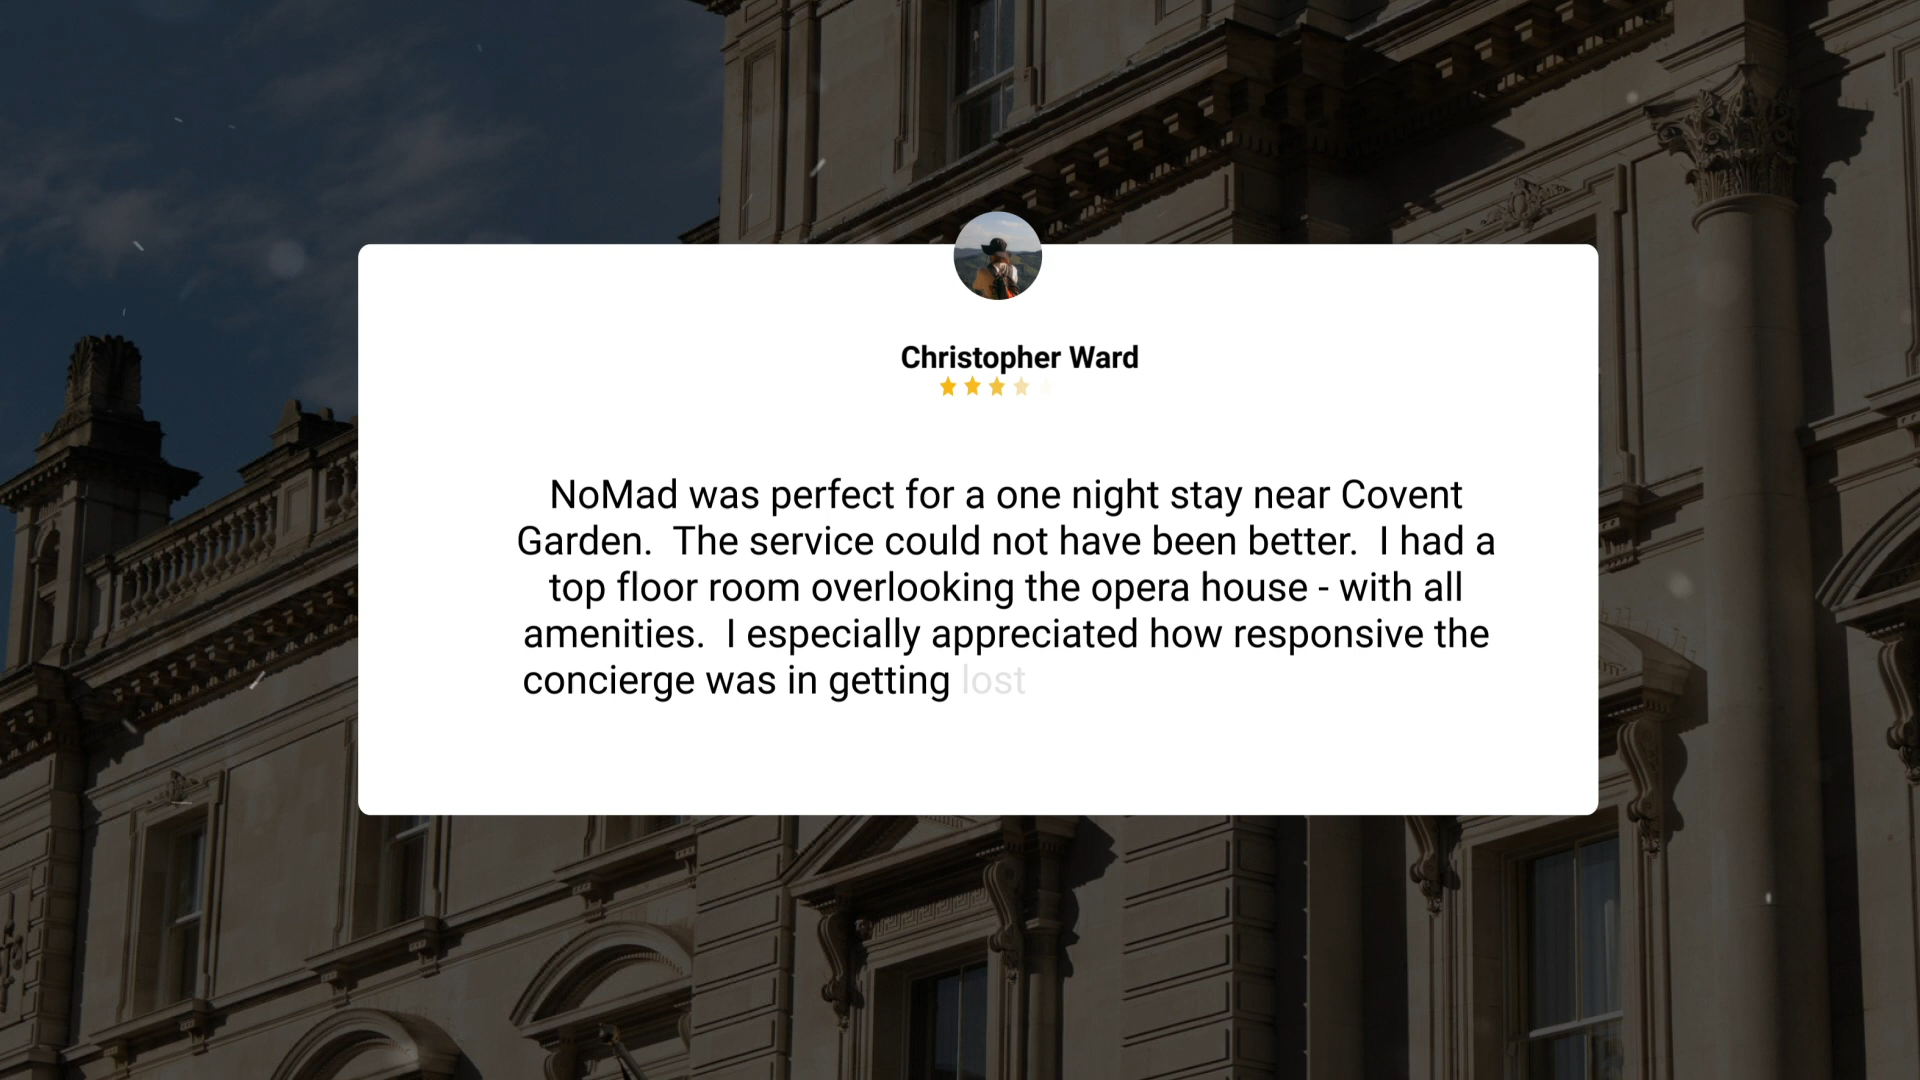 Christopher Ward
NoMad was perfect for a one night stay near Covent
Garden.  The service could not have been better.  I had a
top floor room overlooking the opera house - with all
amenities.  I especially appreciated how responsive the
concierge was in getting lost